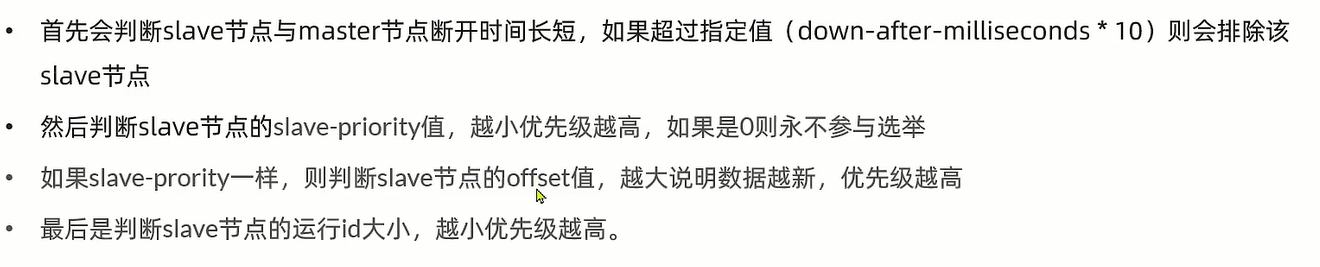 • 首先会判断slave节点与master节点断开时间长短，如果超过指定值（down-after-milliseconds * 10）则会排除该
slave节点
• 然后判断slave节点的slave-priority值，越小优先级越高，如果是0则永不参与选举
• 如果slave-prority一样，则判断slave节点的offset值，越大说明数据越新，优先级越高
• 最后是判断slave节点的运行id大小，越小优先级越高。